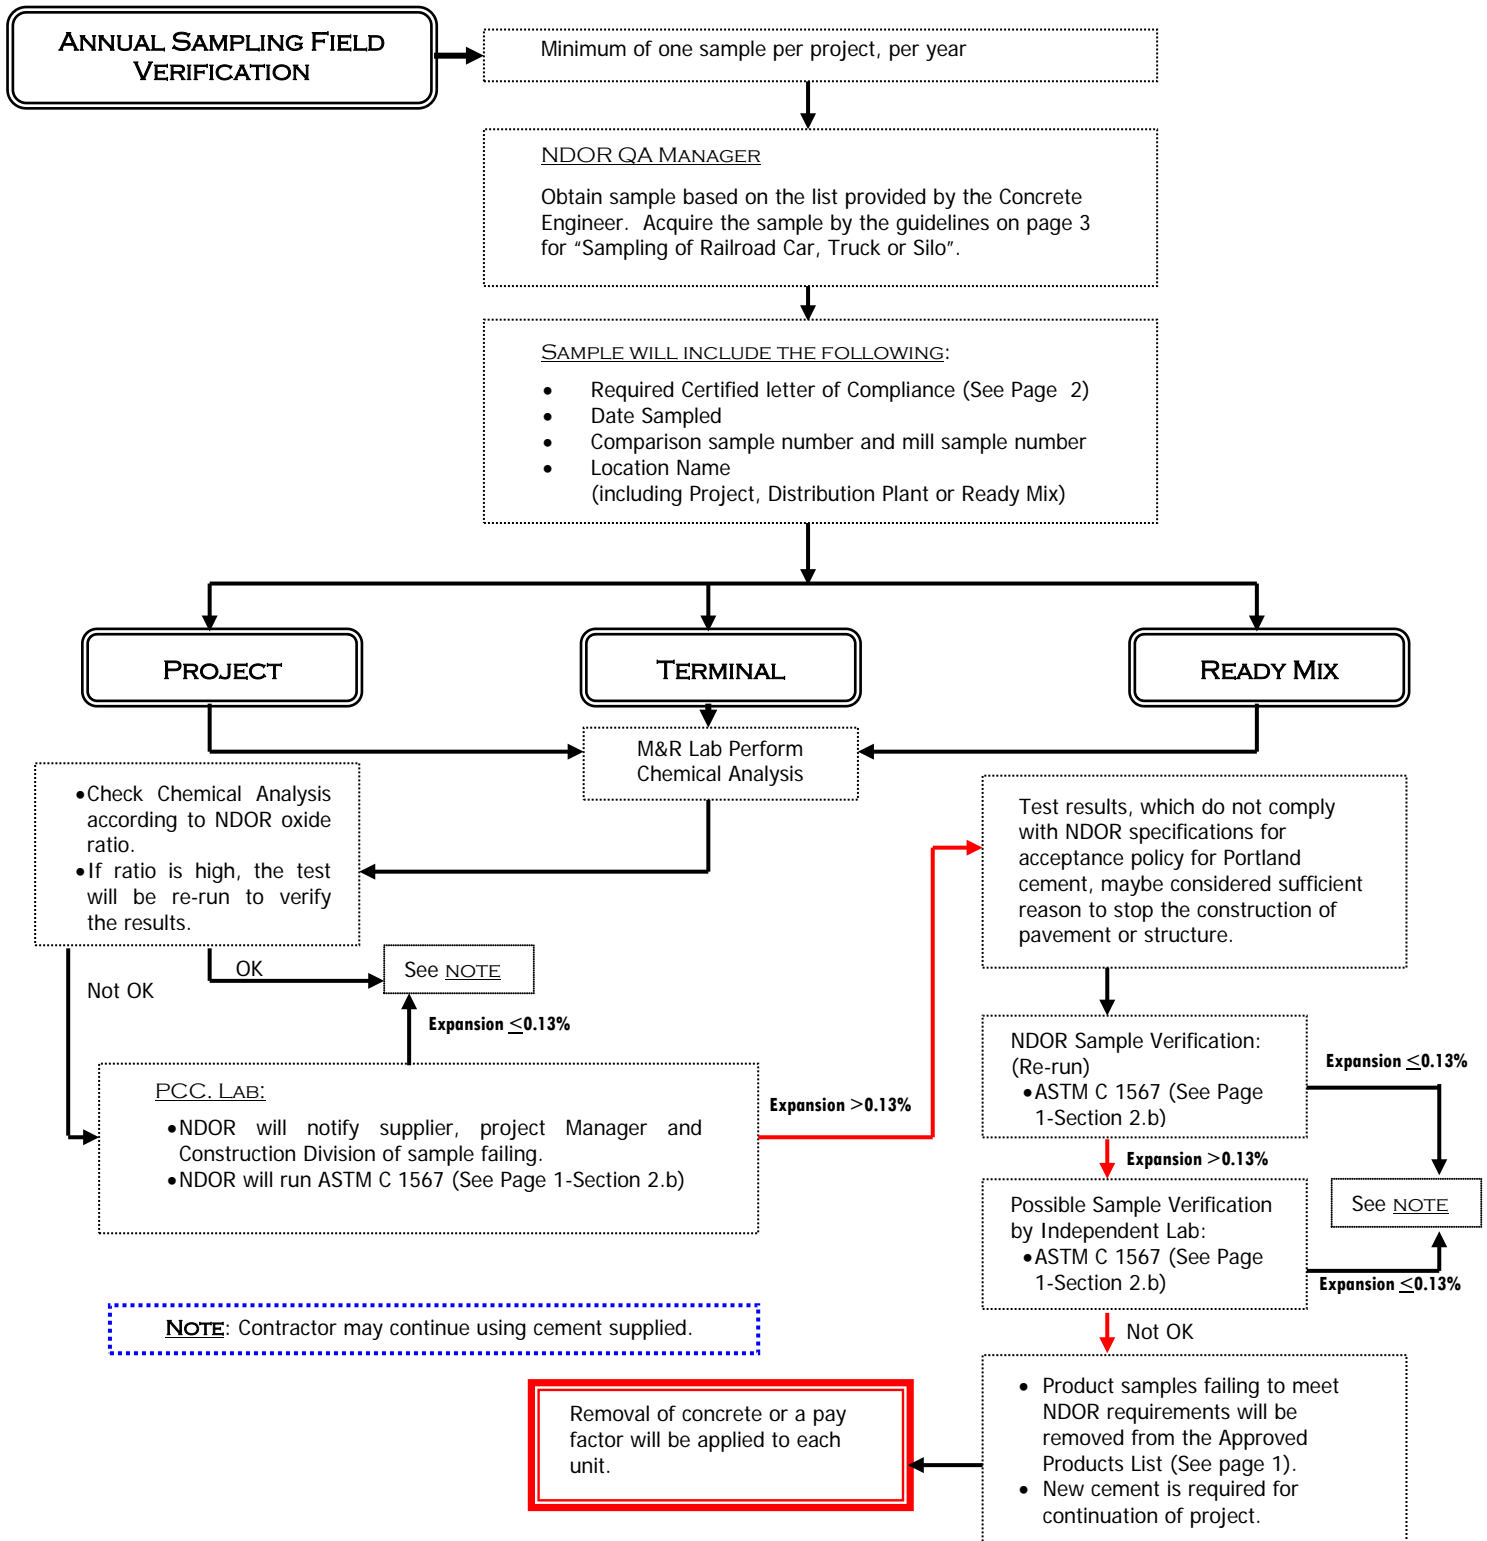 ANNUAL SAMPLING FIELD
VERIFICATION
Minimum of one sample per project, per year
NDOR QA MANAGER
Obtain sample based on the list provided by the Concrete
Engineer.  Acquire the sample by the guidelines on page 3
for “Sampling of Railroad Car, Truck or Silo”.
SAMPLE WILL INCLUDE THE FOLLOWING:
• Required Certified letter of Compliance (See Page  2)
• Date Sampled
• Comparison sample number and mill sample number
• Location Name
(including Project, Distribution Plant or Ready Mix)
PROJECT
TERMINAL
READY MIX
M&R Lab Perform
Chemical Analysis
• Check Chemical Analysis
according to NDOR oxide
ratio.
• If ratio is high, the test
will be re-run to verify
the results.
OK
Not OK
See NOTE
Expansion ≤0.13%
PCC. LAB:
• NDOR will notify supplier, project Manager and
Construction Division of sample failing.
• NDOR will run ASTM C 1567 (See Page 1-Section 2.b)
Expansion >0.13%
Test results, which do not comply
with NDOR specifications for
acceptance policy for Portland
cement, maybe considered sufficient
reason to stop the construction of
pavement or structure.
NDOR Sample Verification:
(Re-run)
• ASTM C 1567 (See Page
1-Section 2.b)
Expansion ≤0.13%
Expansion >0.13%
Possible Sample Verification
by Independent Lab:
• ASTM C 1567 (See Page
1-Section 2.b)
See NOTE
Expansion ≤0.13%
Not OK
NOTE: Contractor may continue using cement supplied.
• Product samples failing to meet
NDOR requirements will be
removed from the Approved
Products List (See page 1).
• New cement is required for
continuation of project.
Removal of concrete or a pay
factor will be applied to each
unit.